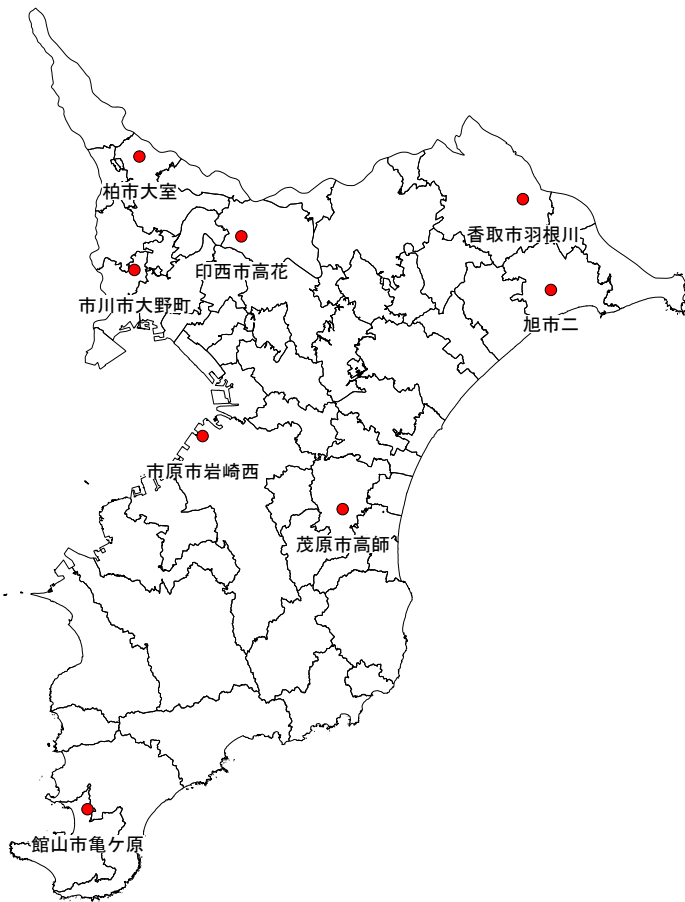 柏市大室
香取市羽根川
印西市高花
市川市大野町
旭市二
市原市岩崎西
茂原市高師
館山市亀ケ原